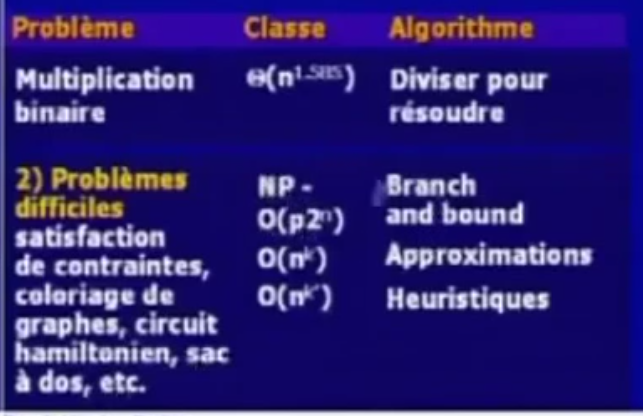 Problème Classe Algorithme
Multiplication Θ(n^1.585) Diviser pour
binaire résoudre
2) Problèmes NP - Branch
difficiles O(p2^n) and bound
satisfaction
de contraintes, O(n^k) Approximations
coloriage de O(n^k') Heuristiques
graphes, circuit
hamiltonien, sac
à dos, etc.